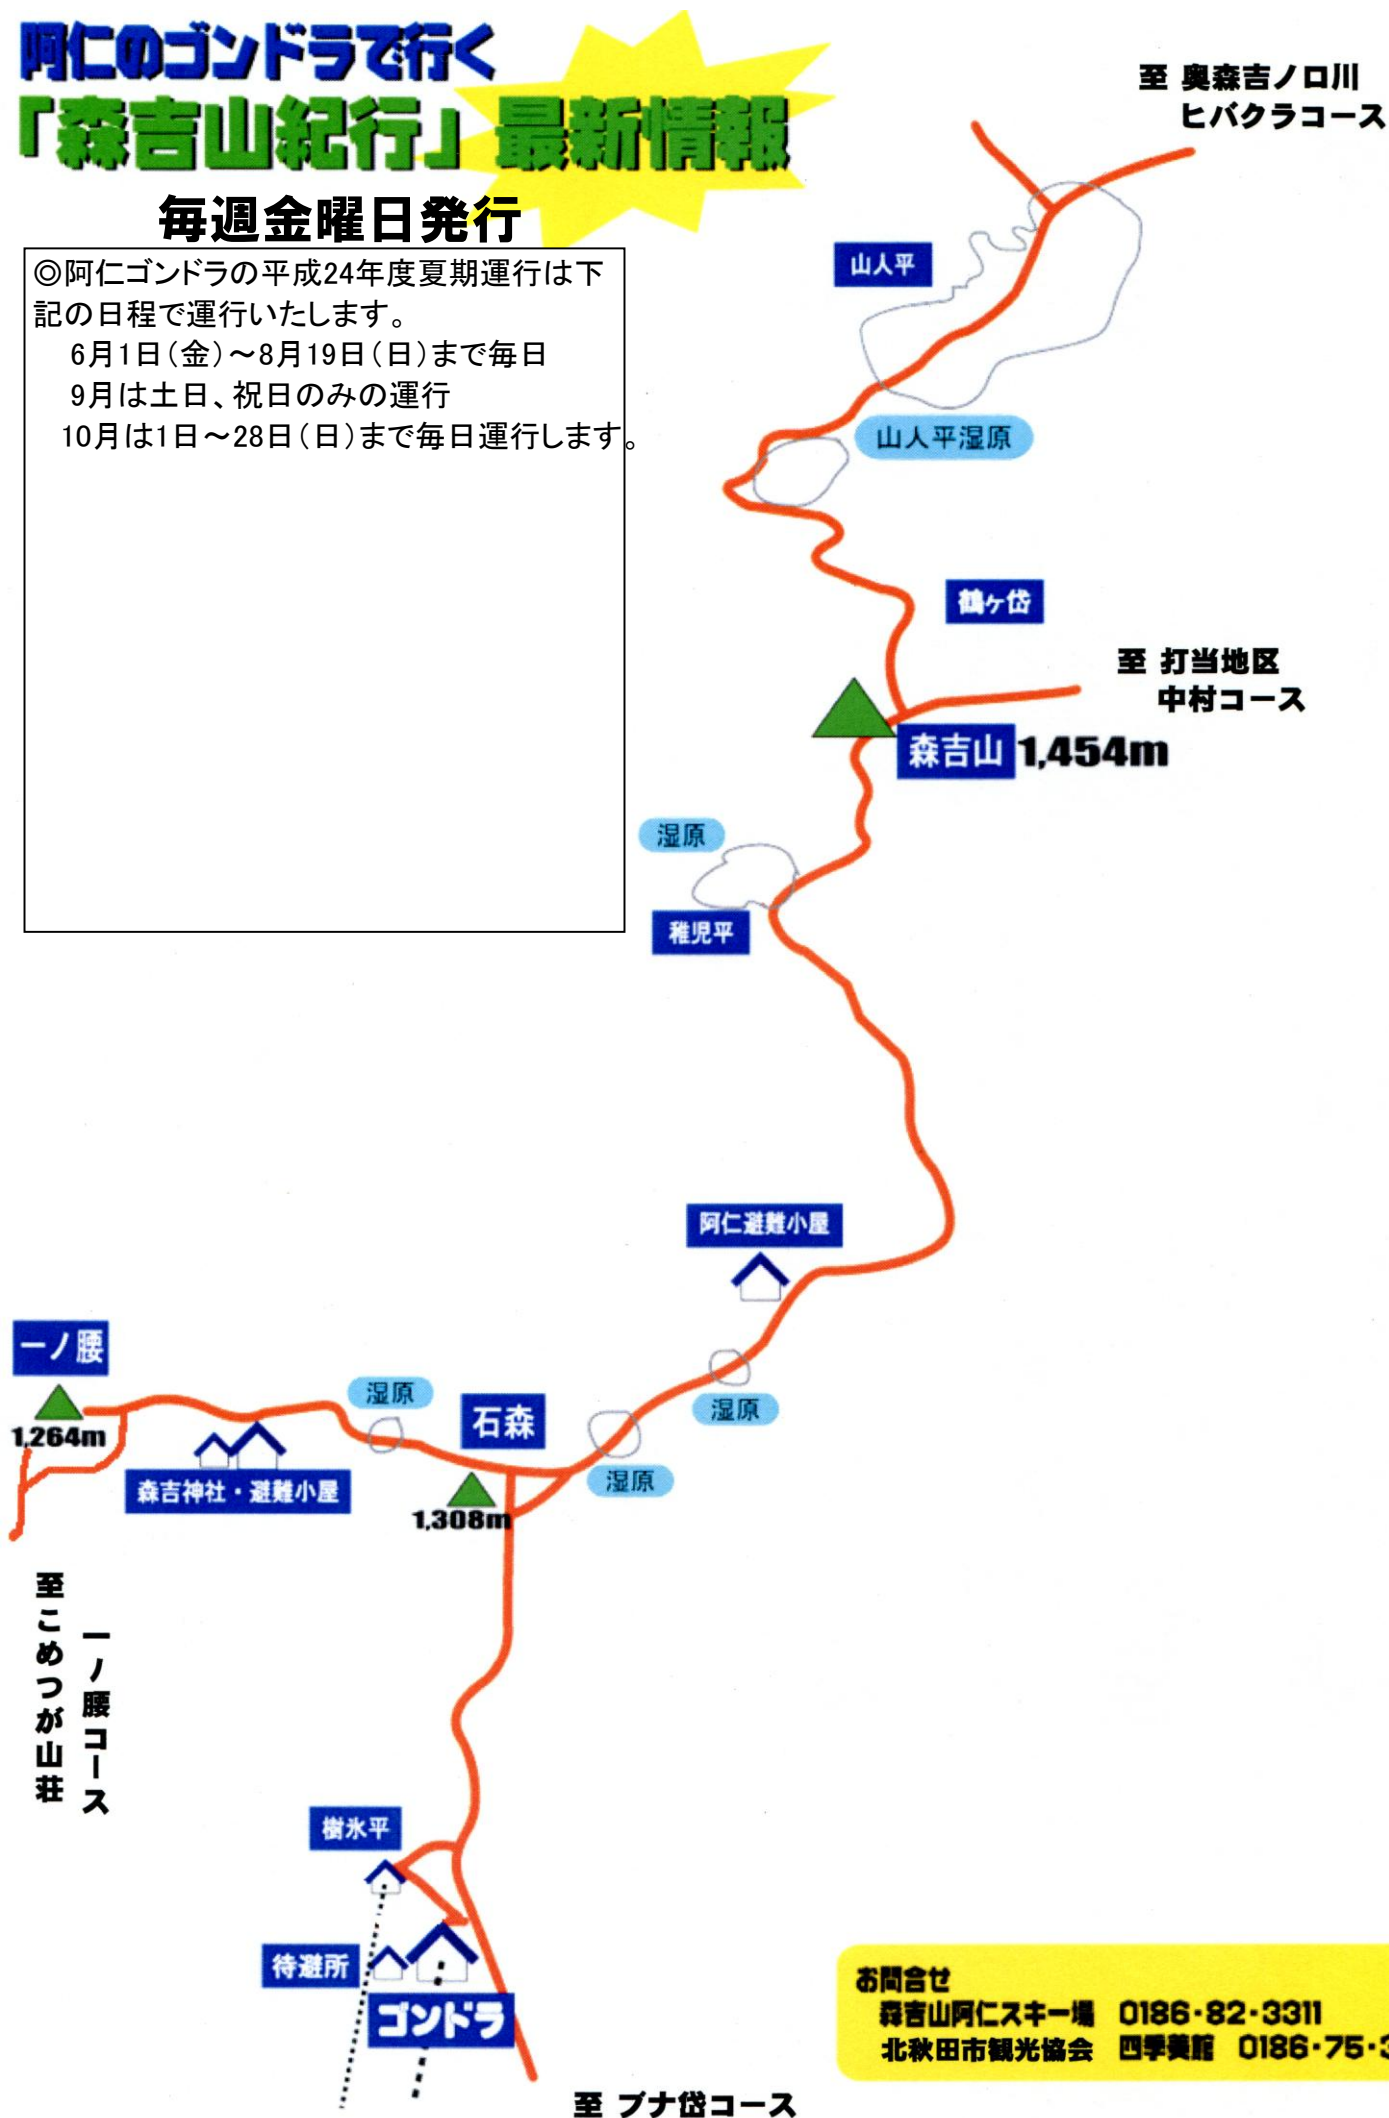 阿仁のゴンドラで行く
「森吉山紀行」最新情報
毎週金曜日発行
◎阿仁ゴンドラの平成24年度夏期運行は下
記の日程で運行いたします。
6月1日（金）～8月19日（日）まで毎日
9月は土日、祝日のみの運行
10月は1日～28日（日）まで毎日運行します。
至 奥森吉ノロ川
ヒバクラコース
山人平
山人平湿原
鶴ヶ岱
至 打当地区
中村コース
森吉山 1,454m
湿原
稚児平
阿仁避難小屋
一ノ腰
1,264m
湿原
石森
湿原
湿原
森吉神社・避難小屋
1,308m
至こめつが山荘
一ノ腰コース
樹氷平
待避所
ゴンドラ
至 ブナ岱コース
お問合せ
森吉山阿仁スキー場 0186・82・3311
北秋田市観光協会 四季美館 0186・75・3